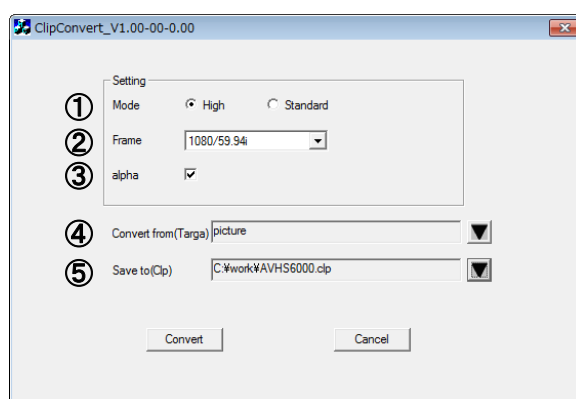 ClipConvert_V1.00-00-0.00
Setting
① Mode High Standard
② Frame 1080/59.94i
③ alpha
④ Convert from(Targa) picture
⑤ Save to(Clp) C:¥work¥AVHS6000.clp
Convert Cancel